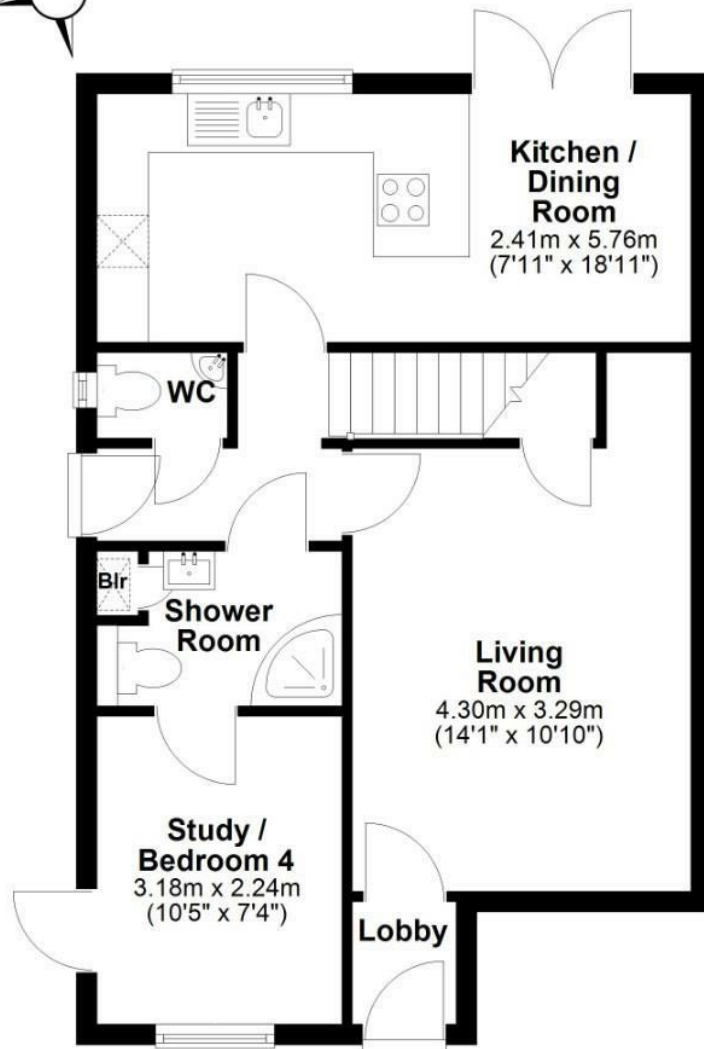 Kitchen /
Dining
Room
2.41m x 5.76m
(7'11" x 18'11")
WC
Blr
Shower
Room
Living
Room
4.30m x 3.29m
(14'1" x 10'10")
Study /
Bedroom 4
3.18m x 2.24m
(10'5" x 7'4")
Lobby